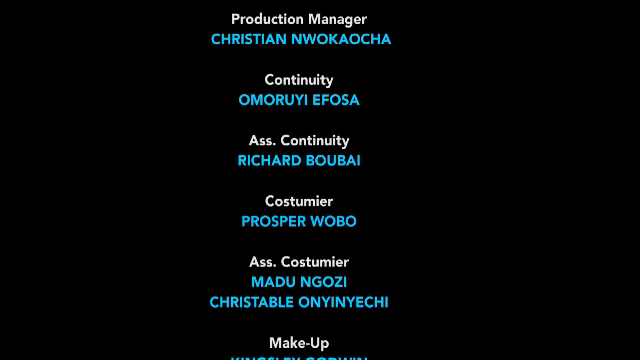 Production Manager
CHRISTIAN NWOKAOCHA
Continuity
OMORUYI EFOSA
Ass. Continuity
RICHARD BOUBAI
Costumier
PROSPER WOBO
Ass. Costumier
MADU NGOZI
CHRISTABLE ONYINYECHI
Make-Up